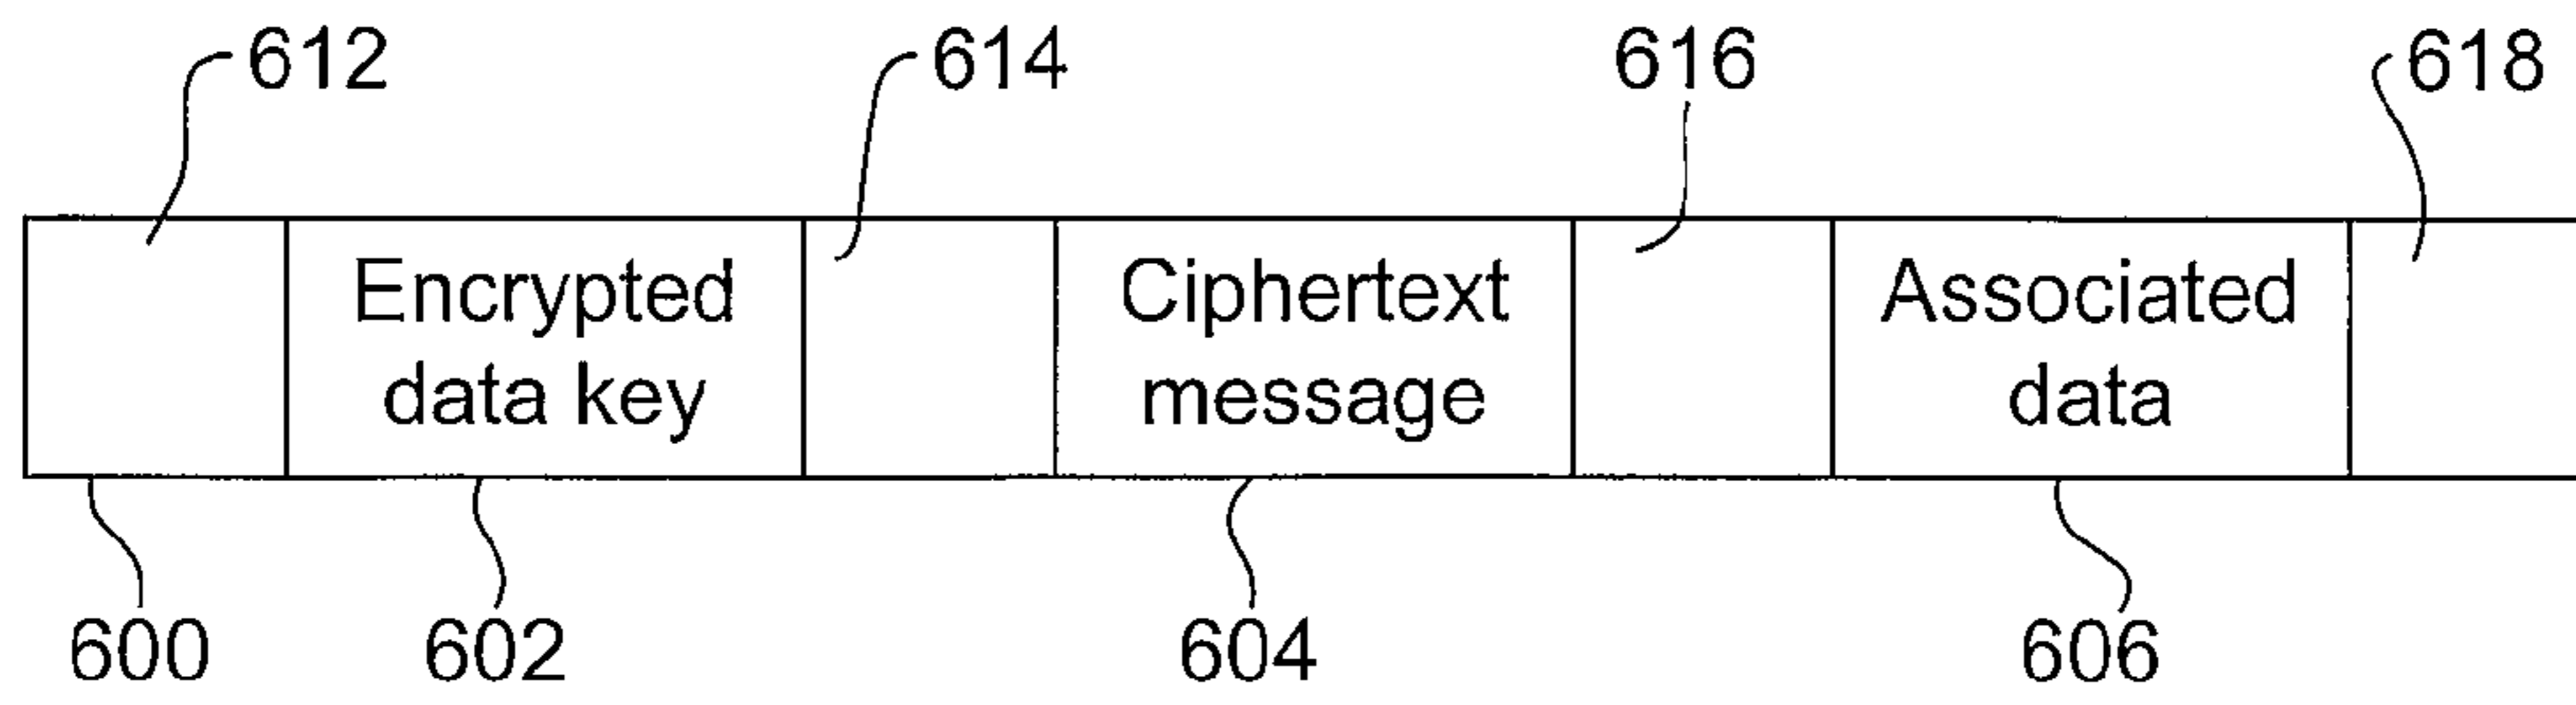 612 614 616 618
Encrypted Ciphertext Associated
data key message data
600 602 604 606